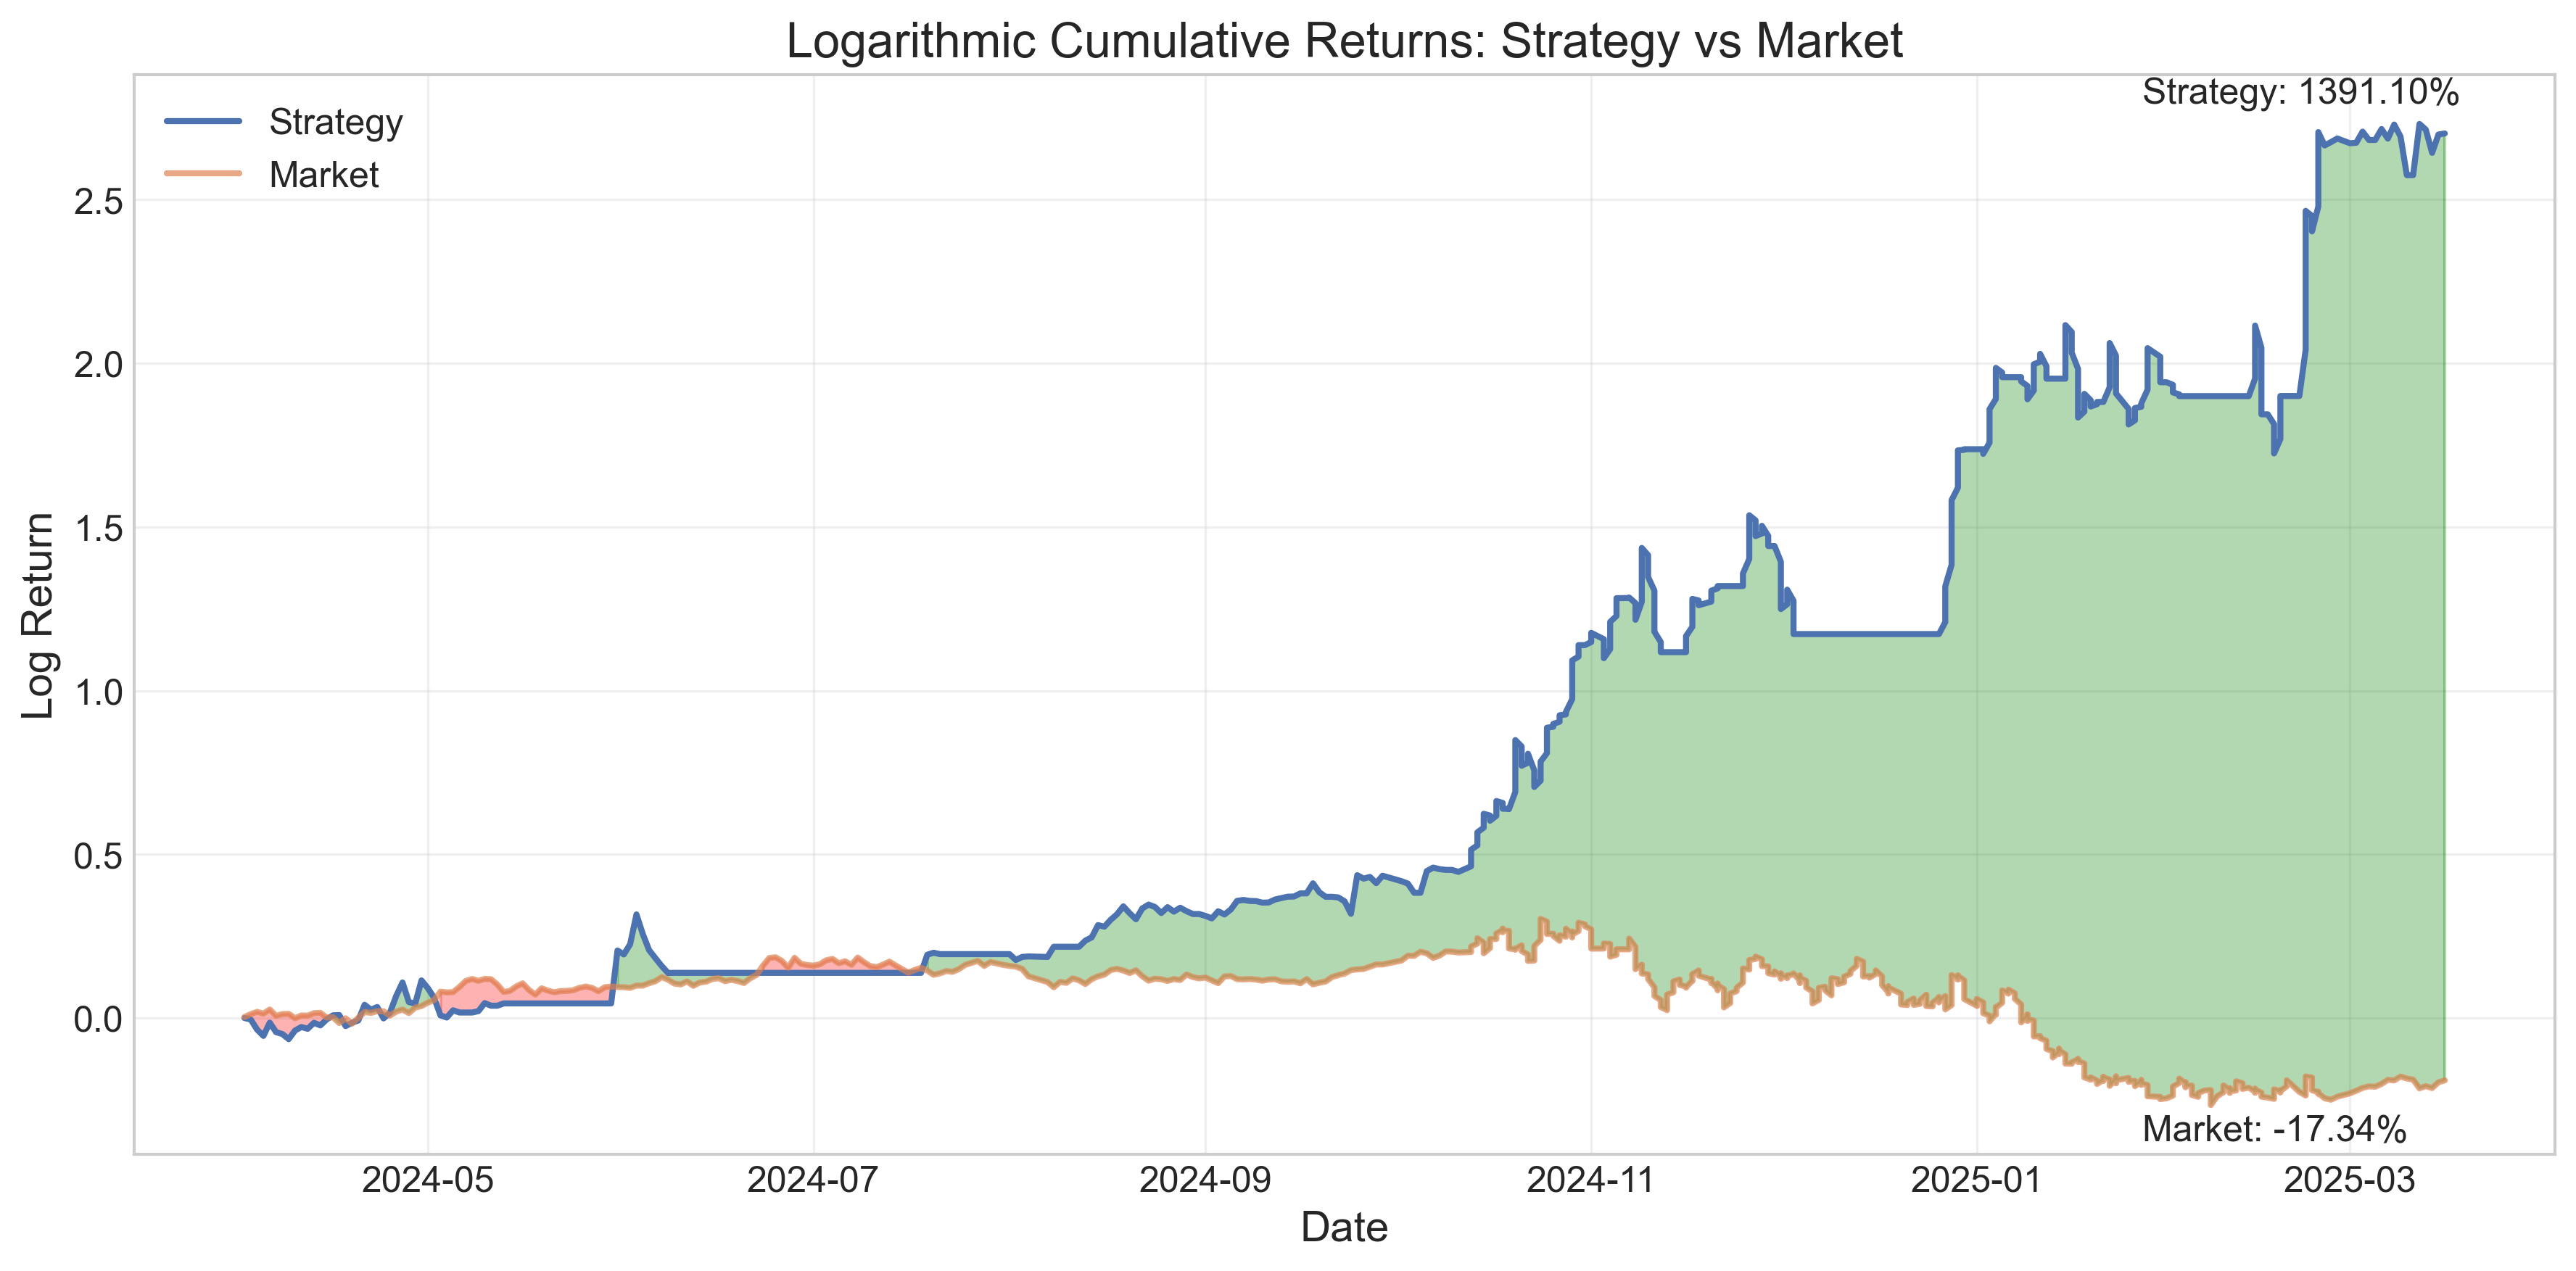 Logarithmic Cumulative Returns: Strategy vs Market
Strategy: 1391.10%
Strategy
Market
2.5
2.0
1.5
1.0
0.5
0.0
Log Return
Market: -17.34%
2024-05 2024-07 2024-09 2024-11 2025-01 2025-03
Date